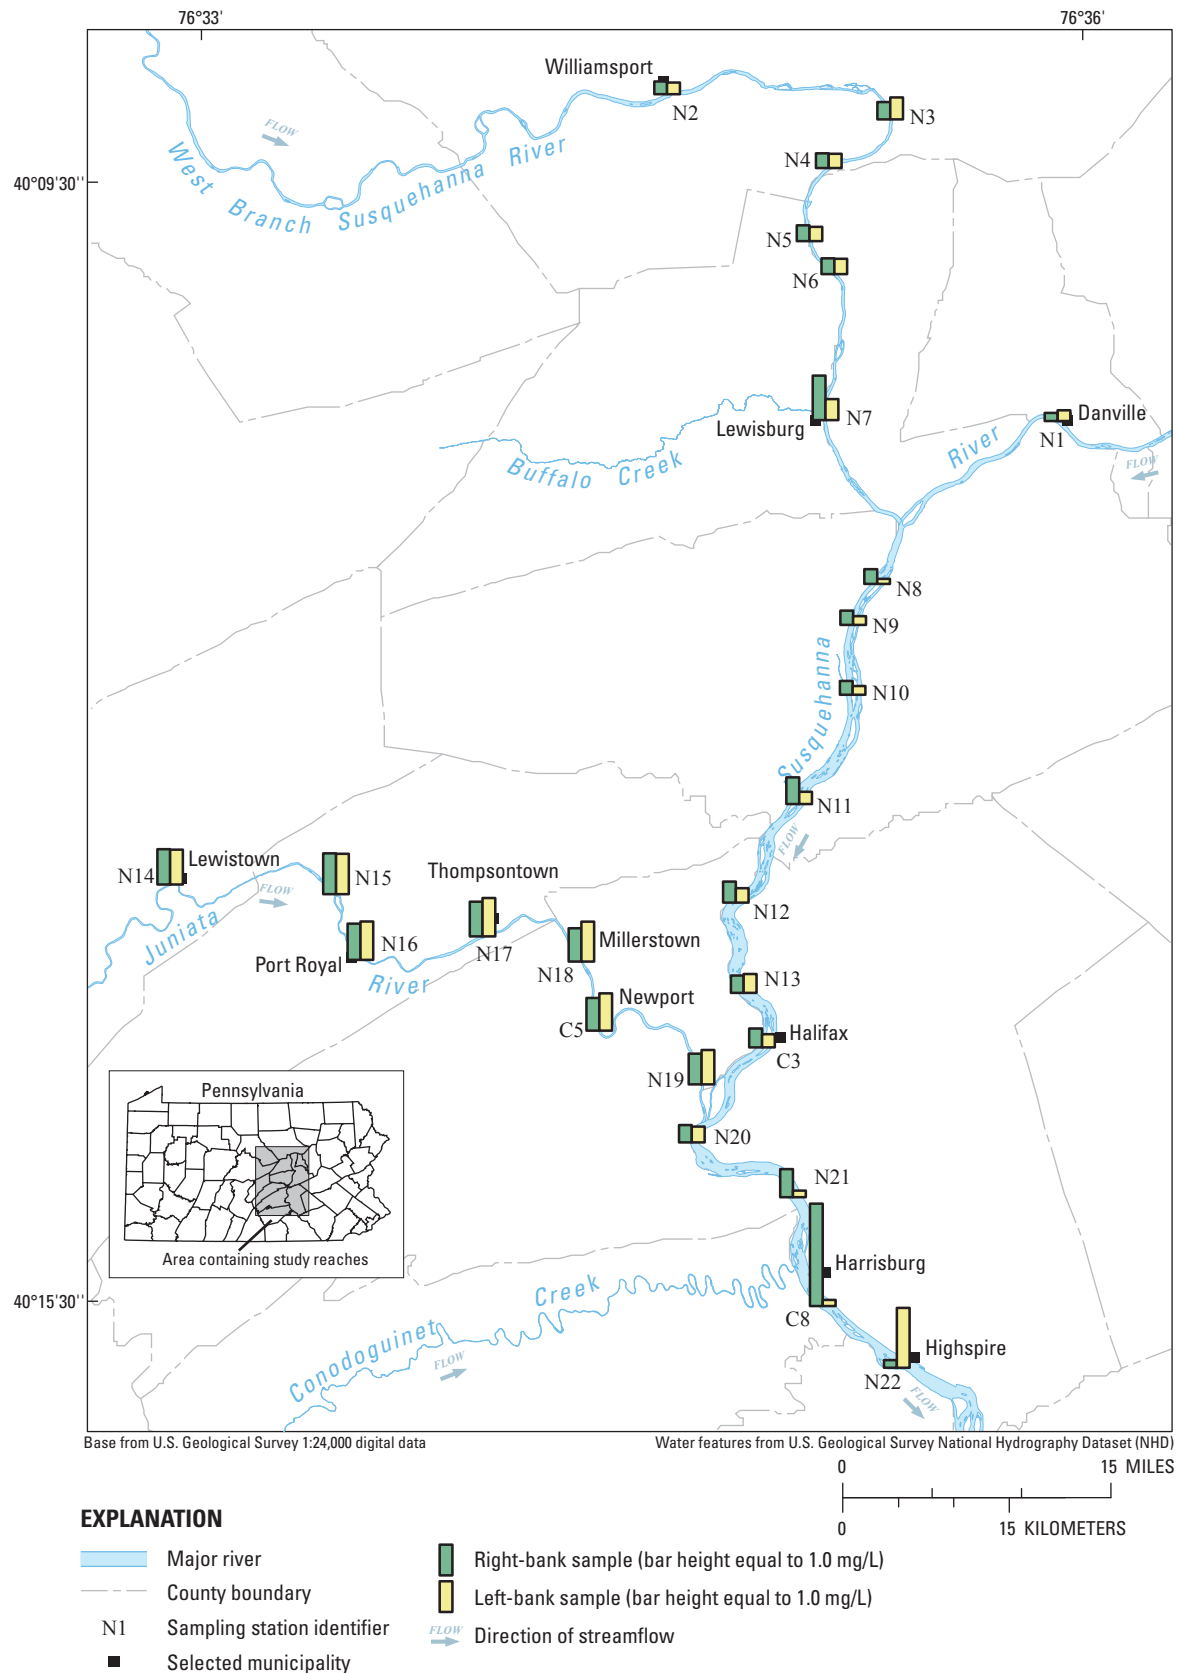 76°33'
76°36'
Williamsport
N2
N3
FLOW
West Branch Susquehanna River
N4
40°09'30''
N5
N6
N7
Lewisburg
Danville
N1
River
FLOW
Buffalo Creek
N8
N9
Susquehanna
N10
N11
FLOW
N14
Lewistown
N15
Thompsontown
FLOW
N12
Juniata
N16
N17
Millerstown
Port Royal
River
N18
N13
Newport
C5
Halifax
C3
N19
Pennsylvania
N20
N21
Area containing study reaches
Harrisburg
Creek
40°15'30''
C8
Conodoguinet
Highspire
FLOW
N22
FLOW
Base from U.S. Geological Survey 1:24,000 digital data
Water features from U.S. Geological Survey National Hydrography Dataset (NHD)
0 15 MILES
0 15 KILOMETERS
EXPLANATION
Major river
County boundary
N1 Sampling station identifier
Selected municipality
Right-bank sample (bar height equal to 1.0 mg/L)
Left-bank sample (bar height equal to 1.0 mg/L)
FLOW Direction of streamflow